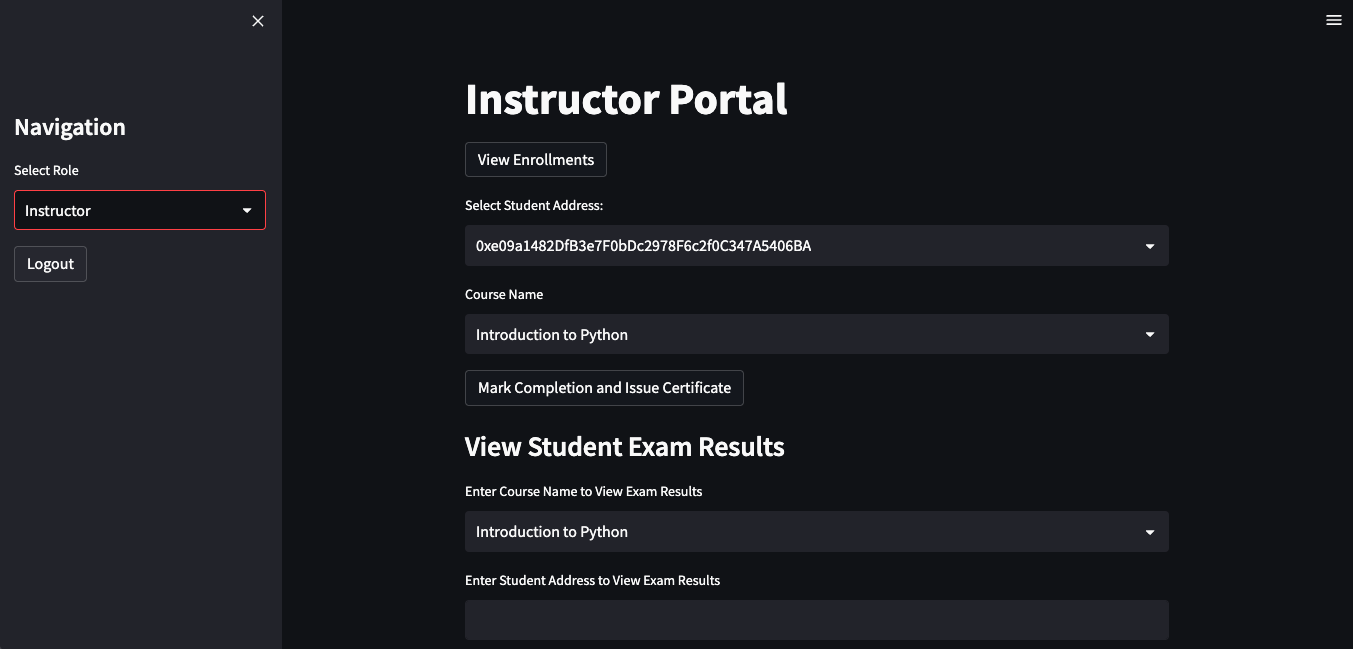 Navigation
Select Role
Instructor
Logout
Instructor Portal
View Enrollments
Select Student Address:
0xe09a1482DfB3e7F0bDc2978F6c2f0C347A5406BA
Course Name
Introduction to Python
Mark Completion and Issue Certificate
View Student Exam Results
Enter Course Name to View Exam Results
Introduction to Python
Enter Student Address to View Exam Results